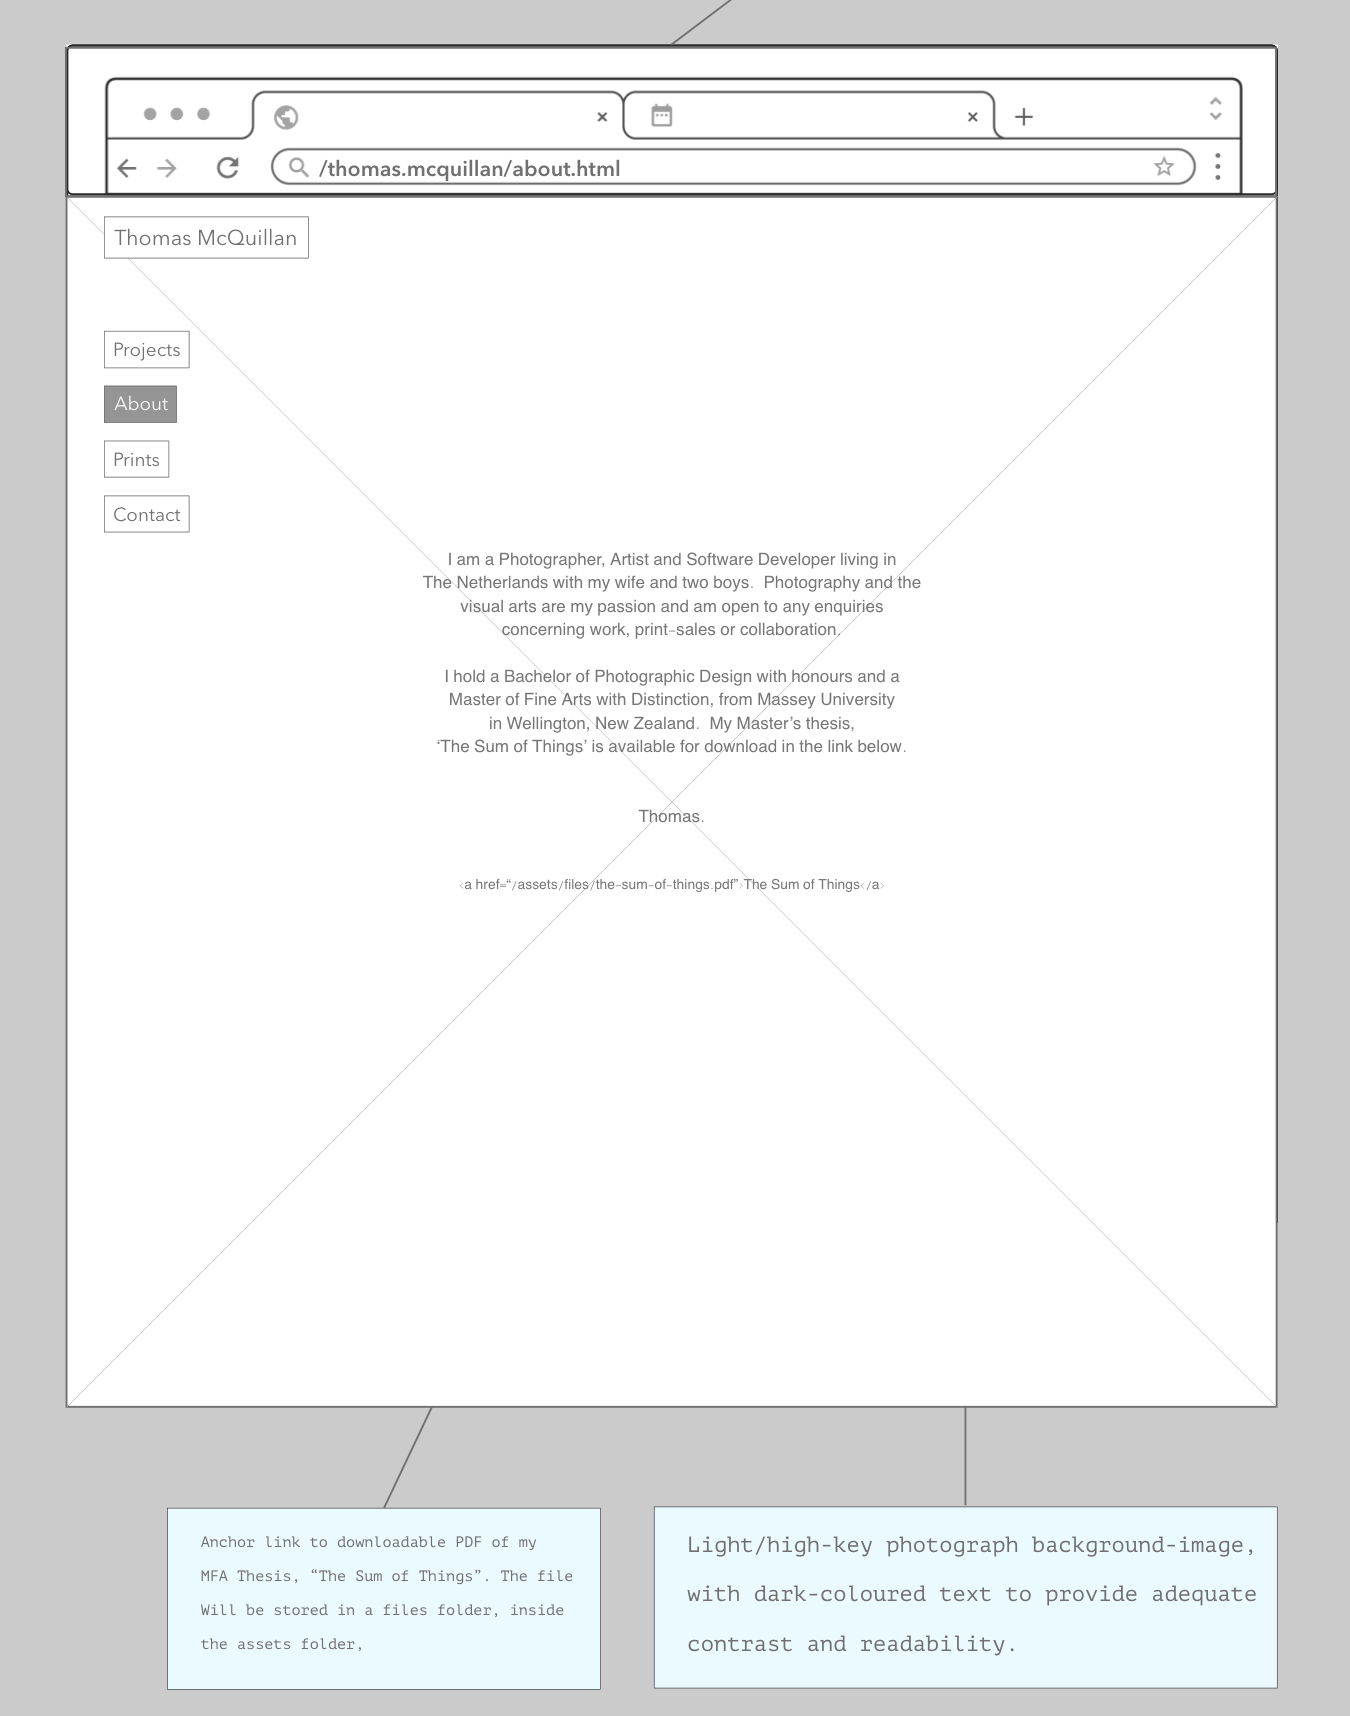 /thomas.mcquillan/about.html
Thomas McQuillan
Projects
About
Prints
Contact
I am a Photographer, Artist and Software Developer living in
The Netherlands with my wife and two boys.  Photography and the
visual arts are my passion and am open to any enquiries
concerning work, print-sales or collaboration.
I hold a Bachelor of Photographic Design with honours and a
Master of Fine Arts with Distinction, from Massey University
in Wellington, New Zealand.  My Master’s thesis,
‘The Sum of Things’ is available for download in the link below.
Thomas.
<a href=“/assets/files/the-sum-of-things.pdf”>The Sum of Things</a>
Anchor link to downloadable PDF of my
MFA Thesis, “The Sum of Things”. The file
Will be stored in a files folder, inside
the assets folder,
Light/high-key photograph background-image,
with dark-coloured text to provide adequate
contrast and readability.